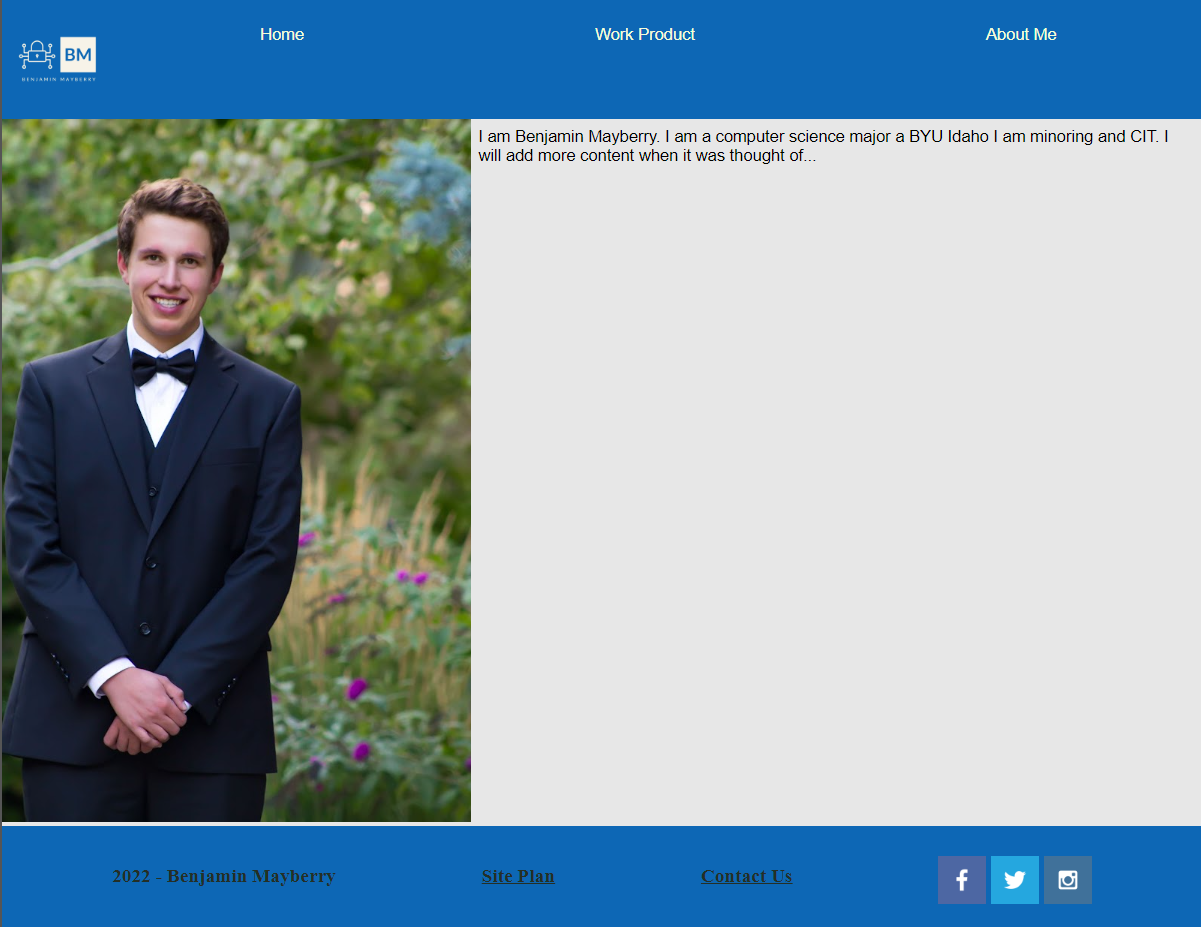 BM
BENJAMIN MAYBERRY
Home
Work Product
About Me
I am Benjamin Mayberry. I am a computer science major a BYU Idaho I am minoring and CIT. I
will add more content when it was thought of...
2022 - Benjamin Mayberry
Site Plan
Contact Us